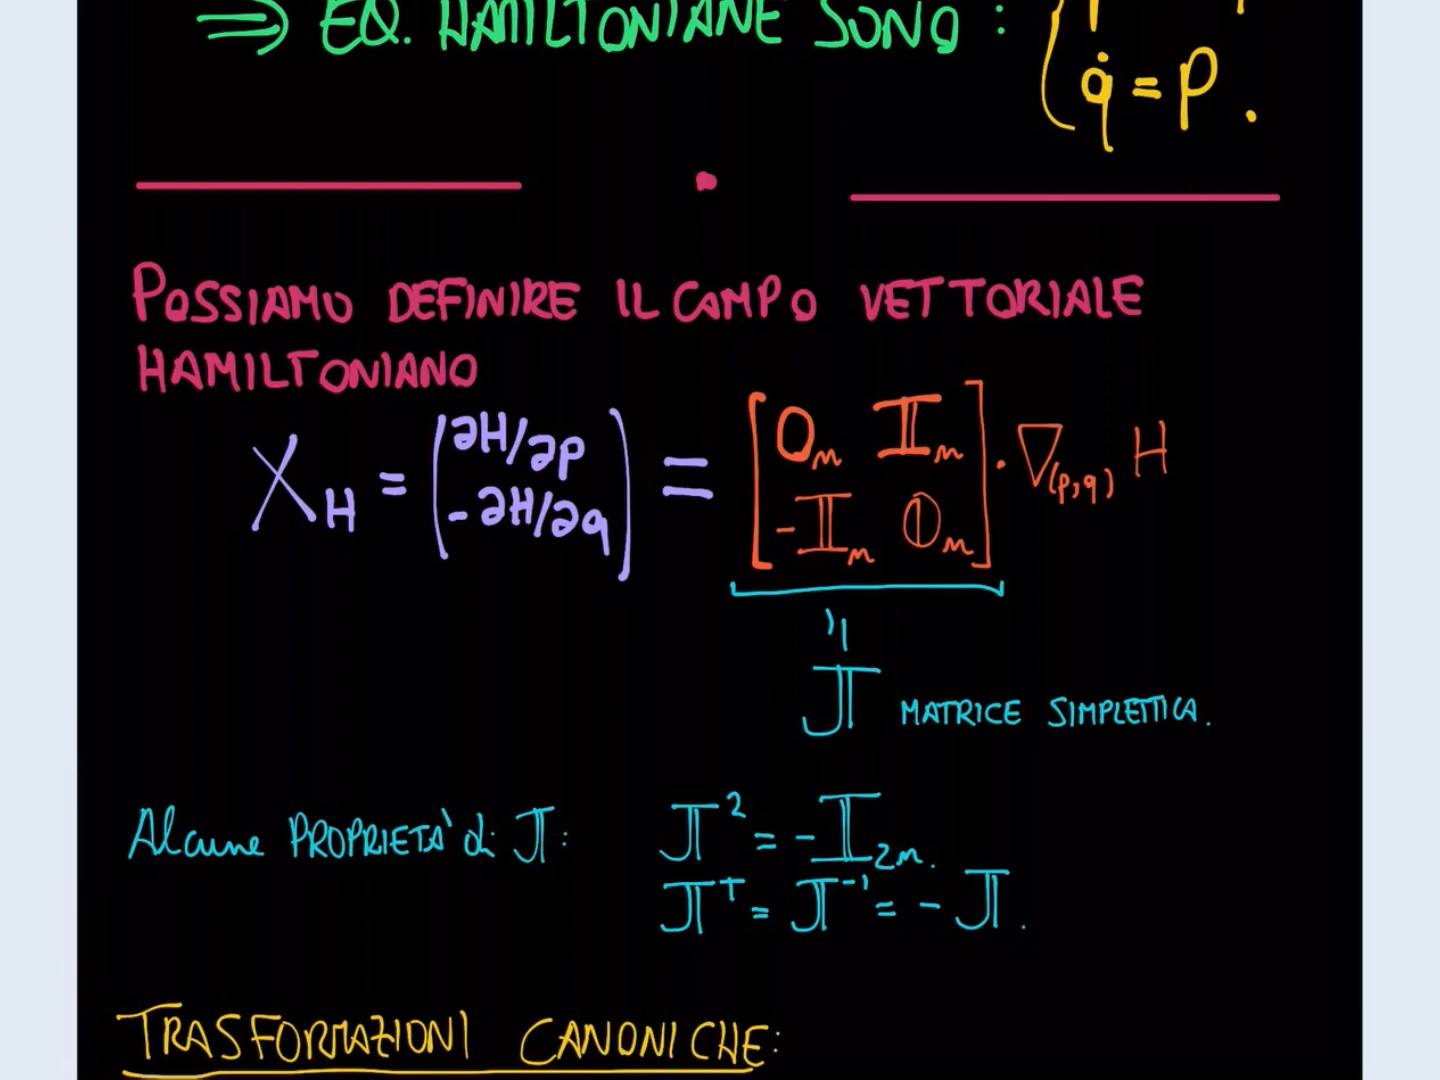 ⇒ EQ. HAMILTONIANE SONO :
q̇ = p .
POSSIAMO DEFINIRE IL CAMPO VETTORIALE
HAMILTONIANO
X_H = (∂H/∂p
-∂H/∂q) = [0_n 𝕀_n
-𝕀_n 0_n] · ∇_(p,q) H
"
𝕁 MATRICE SIMPLETTICA.
Alcune PROPRIETÀ di 𝕁: 𝕁² = -𝕀_2n.
𝕁^T = 𝕁^-1 = -𝕁.
TRASFORMAZIONI CANONICHE: